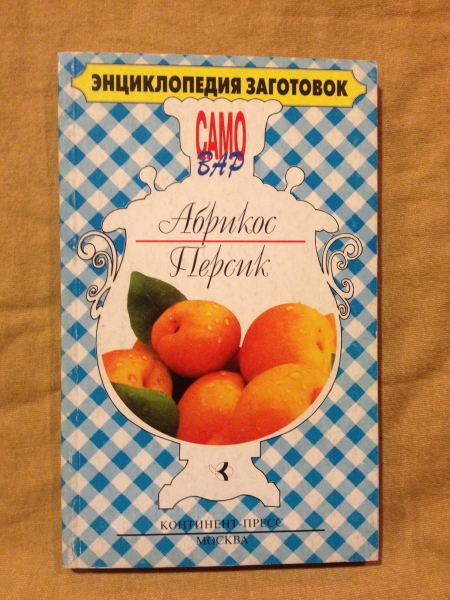 ЭНЦИКЛОПЕДИЯ ЗАГОТОВОК
САМО
ВАР
Абрикос
Персик
КОНТИНЕНТ-ПРЕСС
МОСКВА